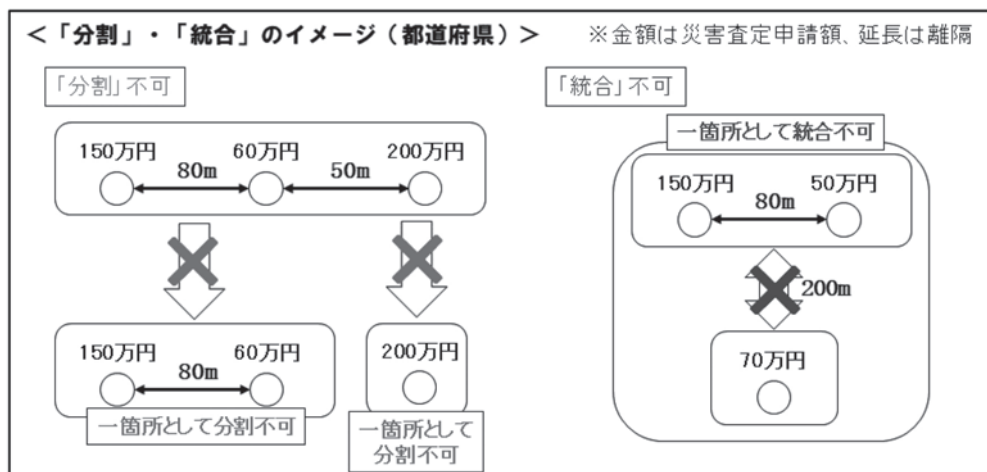 ＜「分割」・「統合」のイメージ（都道府県）＞　※金額は災害査定申請額、延長は離隔
「分割」不可
150万円　60万円　200万円
80m　50m
150万円　60万円
80m
一箇所として分割不可
200万円
一箇所として
分割不可
「統合」不可
一箇所として統合不可
150万円　50万円
80m
200m
70万円